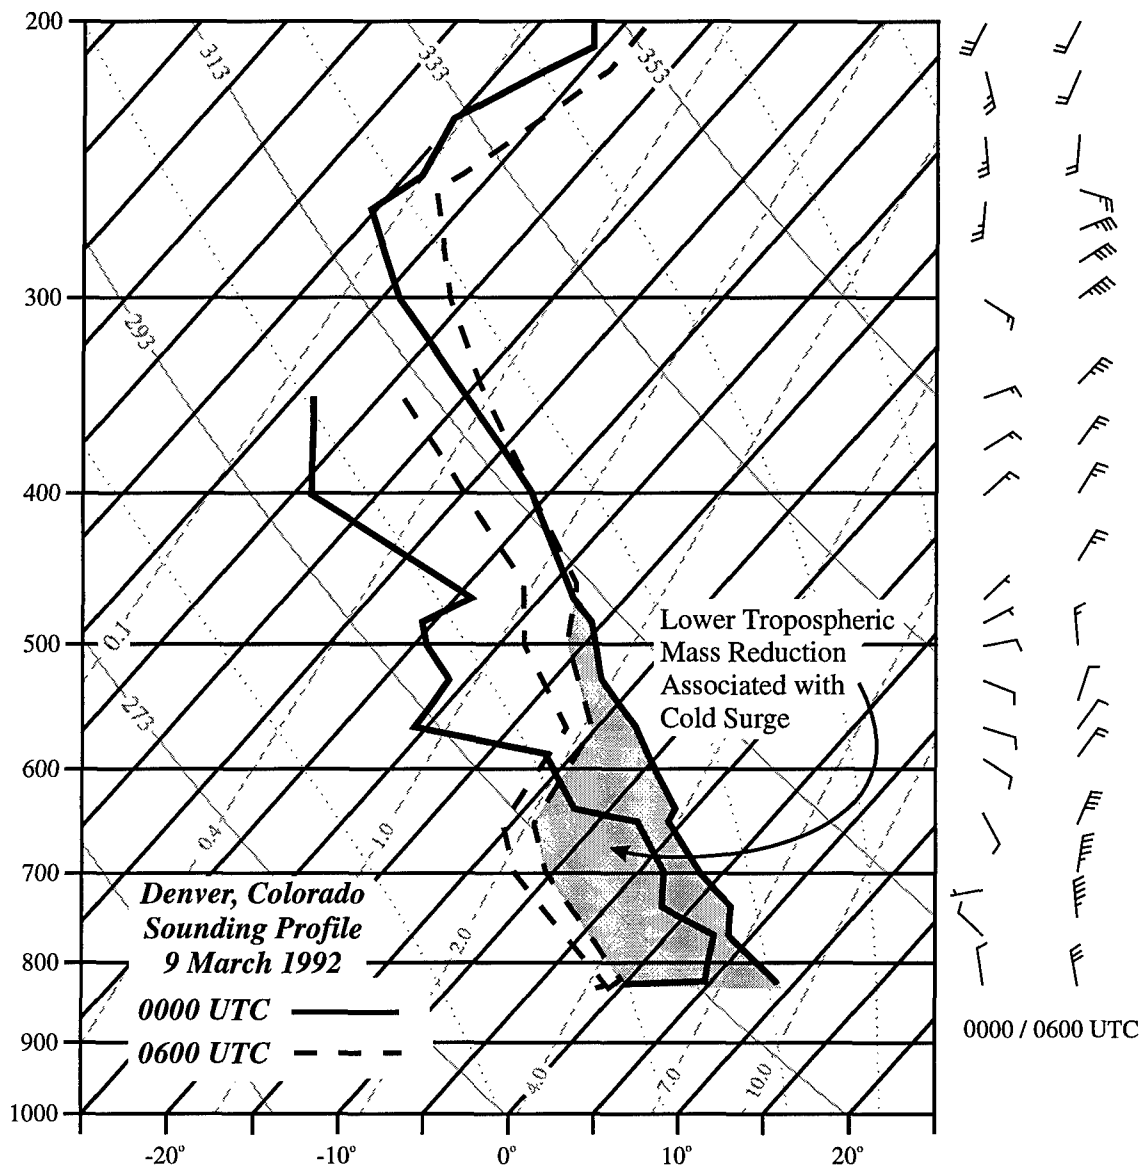 200
313
333
353
300
293
400
500
0.1
Lower Tropospheric
Mass Reduction
Associated with
Cold Surge
273
600
0.4
1.0
700
Denver, Colorado
Sounding Profile
9 March 1992
2.0
800
0000 UTC
0600 UTC
900
4.0
7.0
10.0
0000 / 0600 UTC
1000
-20° -10° 0° 10° 20°